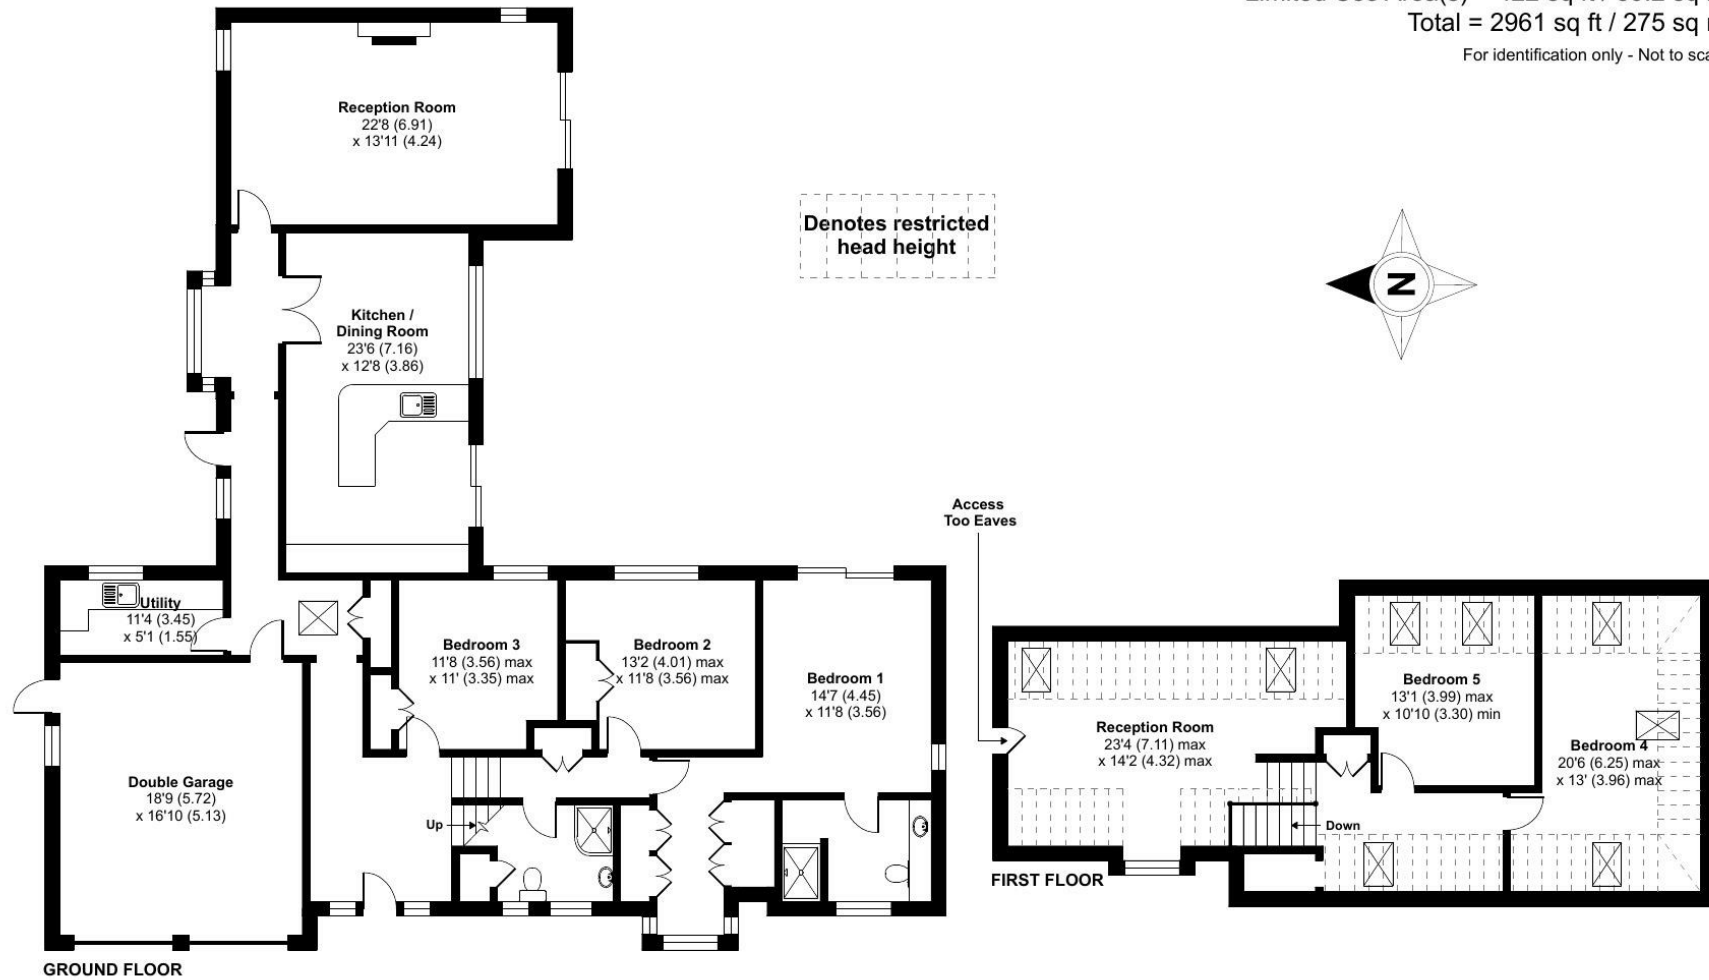 Total = 2961 sq ft / 275 sq
For identification only - Not to
Reception Room
22'8 (6.91)
x 13'11 (4.24)
Denotes restricted
head height
N
Kitchen /
Dining Room
23'6 (7.16)
x 12'8 (3.86)
Access
Too Eaves
Utility
11'4 (3.45)
x 5'1 (1.55)
Bedroom 3
11'8 (3.56) max
x 11' (3.35) max
Bedroom 2
13'2 (4.01) max
x 11'8 (3.56) max
Bedroom 1
14'7 (4.45)
x 11'8 (3.56)
Double Garage
18'9 (5.72)
x 16'10 (5.13)
Up
GROUND FLOOR
Reception Room
23'4 (7.11) max
x 14'2 (4.32) max
Bedroom 5
13'1 (3.99) max
x 10'10 (3.30) min
Bedroom 4
20'6 (6.25) max
x 13' (3.96) max
Down
FIRST FLOOR